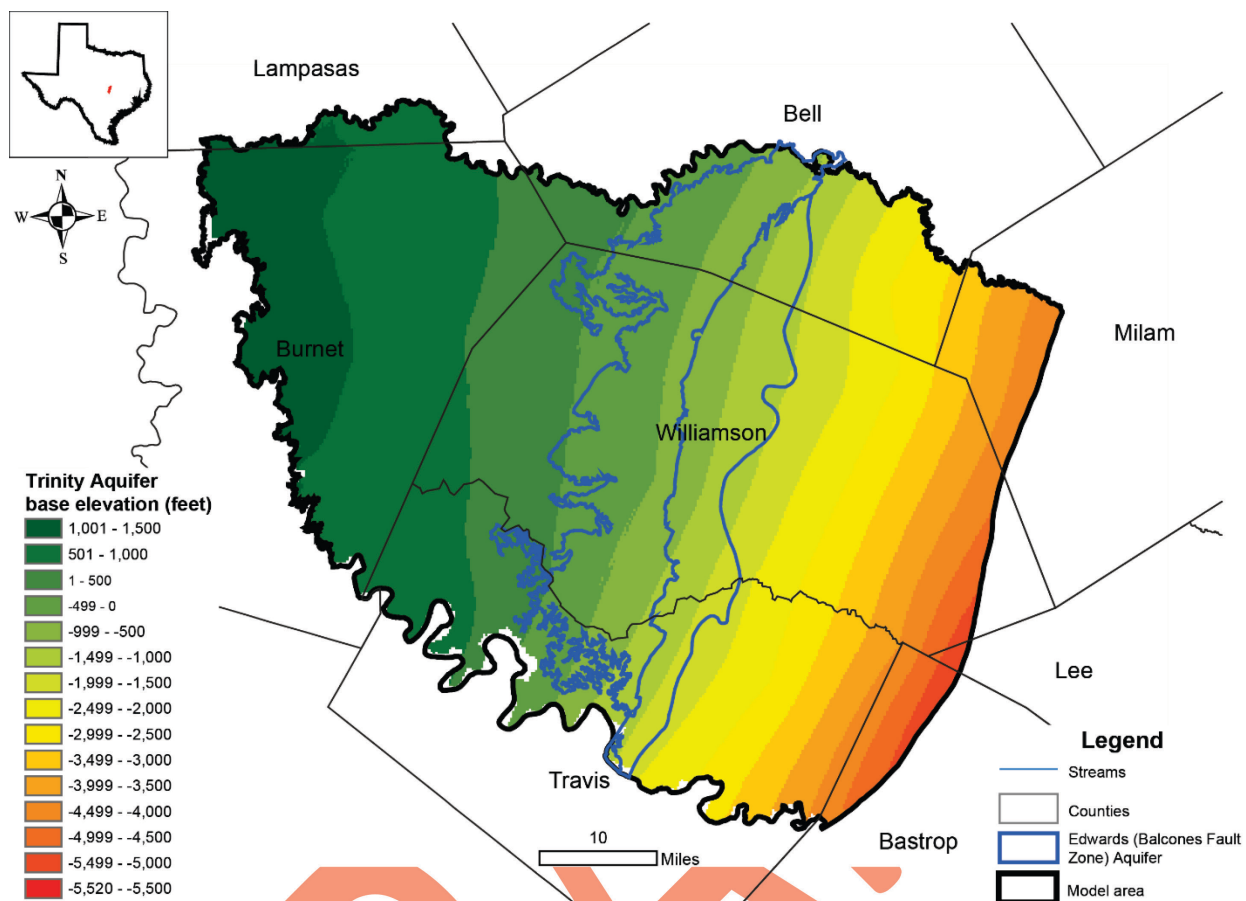 Lampasas
Bell
N
W E
S
Milam
Burnet
Williamson
Trinity Aquifer
base elevation (feet)
1,001 - 1,500
501 - 1,000
1 - 500
-499 - 0
-999 - -500
-1,499 - -1,000
-1,999 - -1,500
-2,499 - -2,000
-2,999 - -2,500
-3,499 - -3,000
-3,999 - -3,500
-4,499 - -4,000
-4,999 - -4,500
-5,499 - -5,000
-5,520 - -5,500
Lee
Travis
Bastrop
10
Miles
Legend
Streams
Counties
Edwards (Balcones Fault
Zone) Aquifer
Model area